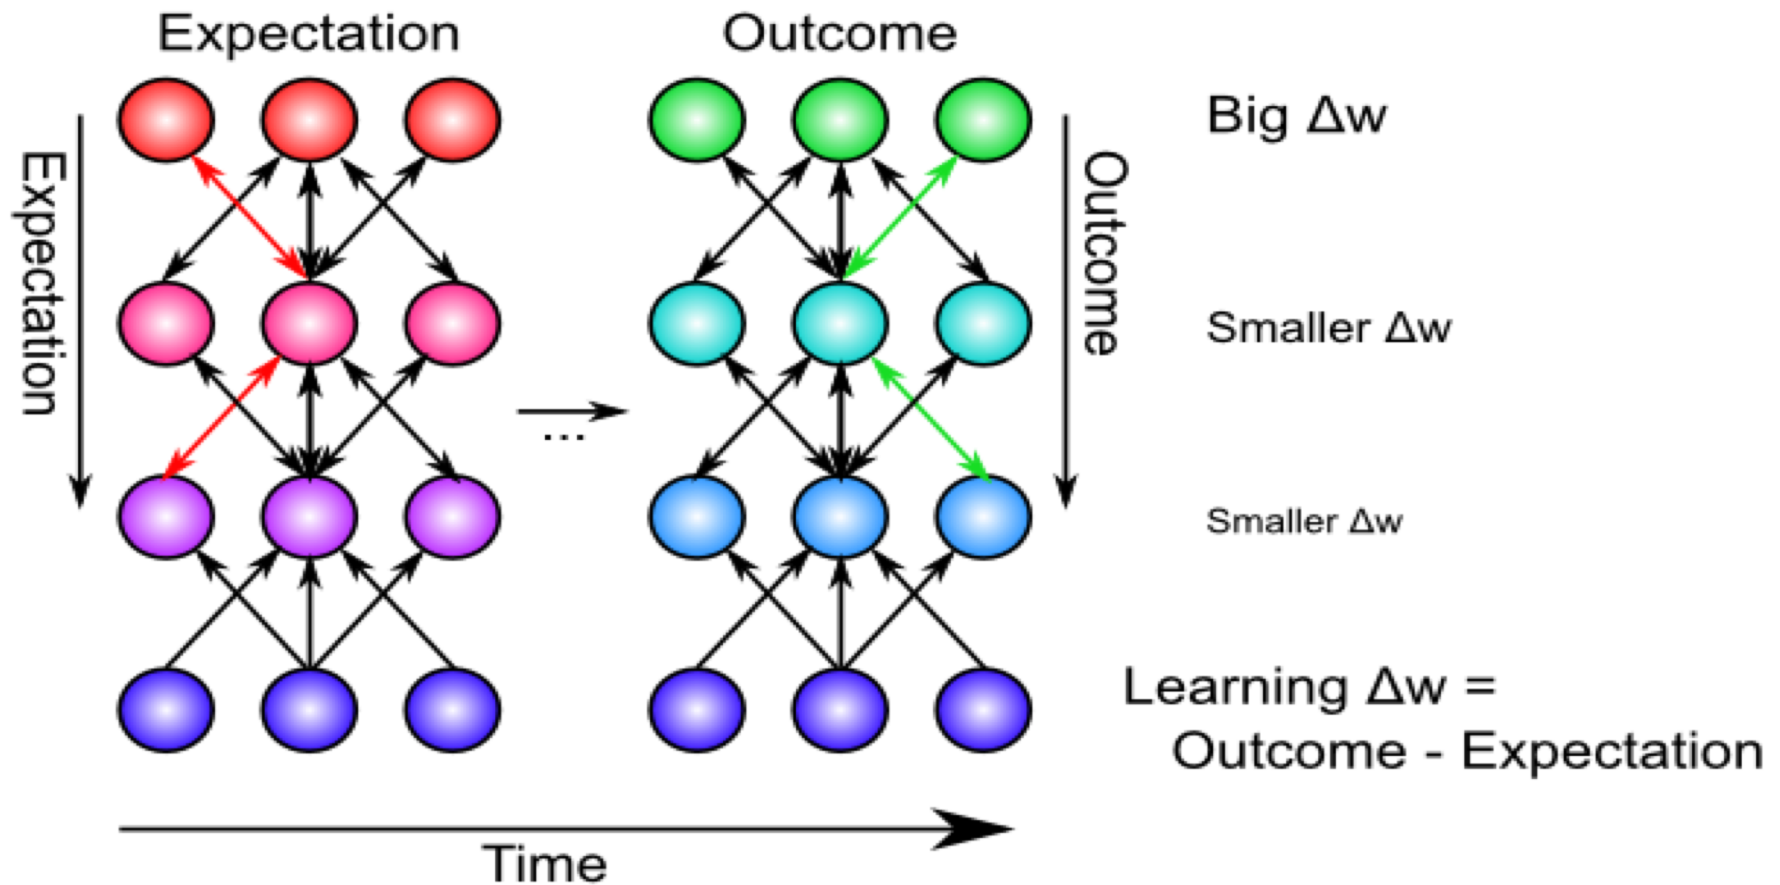 Expectation
Outcome
Expectation
Outcome
Big Δw
Smaller Δw
...
Smaller Δw
Learning Δw =
Outcome - Expectation
Time